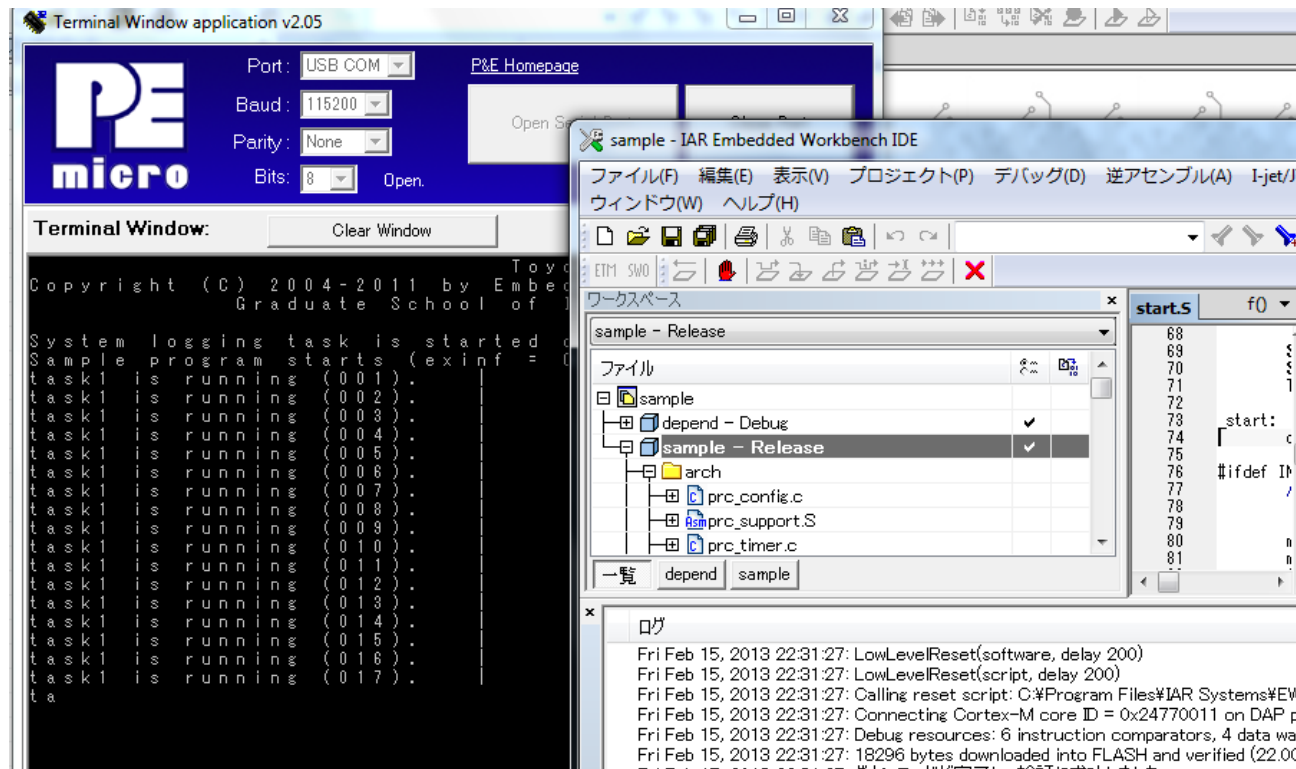 Terminal Window application v2.05
PE
micro
Port: USB COM
Baud: 115200
Parity: None
Bits: 8 Open.
P&E Homepage
Terminal Window:
Clear Window
Copyright (C) 2004-2011 by
Graduate School of
System logging task is started
Sample program starts (exinf =
task1 is running (001). |
task1 is running (002). |
task1 is running (003). |
task1 is running (004). |
task1 is running (005). |
task1 is running (006). |
task1 is running (007). |
task1 is running (008). |
task1 is running (009). |
task1 is running (010). |
task1 is running (011). |
task1 is running (012). |
task1 is running (013). |
task1 is running (014). |
task1 is running (015). |
task1 is running (016). |
task1 is running (017). |
ta
sample - IAR Embedded Workbench IDE
ファイル(F) 編集(E) 表示(V) プロジェクト(P) デバッグ(D) 逆アセンブル(A) I-jet/J
ウィンドウ(W) ヘルプ(H)
ETM SWO
ワークスペース
sample - Release
ファイル
sample
depend - Debug
sample - Release
arch
prc_config.c
prc_support.S
prc_timer.c
一覧 depend sample
start.S f()
68
69
70
71
72
73 _start:
74
75
76 #ifdef IN
77 /
78
79
80
81
ログ
Fri Feb 15, 2013 22:31:27: LowLevelReset(software, delay 200)
Fri Feb 15, 2013 22:31:27: LowLevelReset(script, delay 200)
Fri Feb 15, 2013 22:31:27: Calling reset script: C:¥Program Files¥IAR Systems¥EW
Fri Feb 15, 2013 22:31:27: Connecting Cortex-M core ID = 0x24770011 on DAP p
Fri Feb 15, 2013 22:31:27: Debug resources: 6 instruction comparators, 4 data wa
Fri Feb 15, 2013 22:31:27: 18296 bytes downloaded into FLASH and verified (22.00